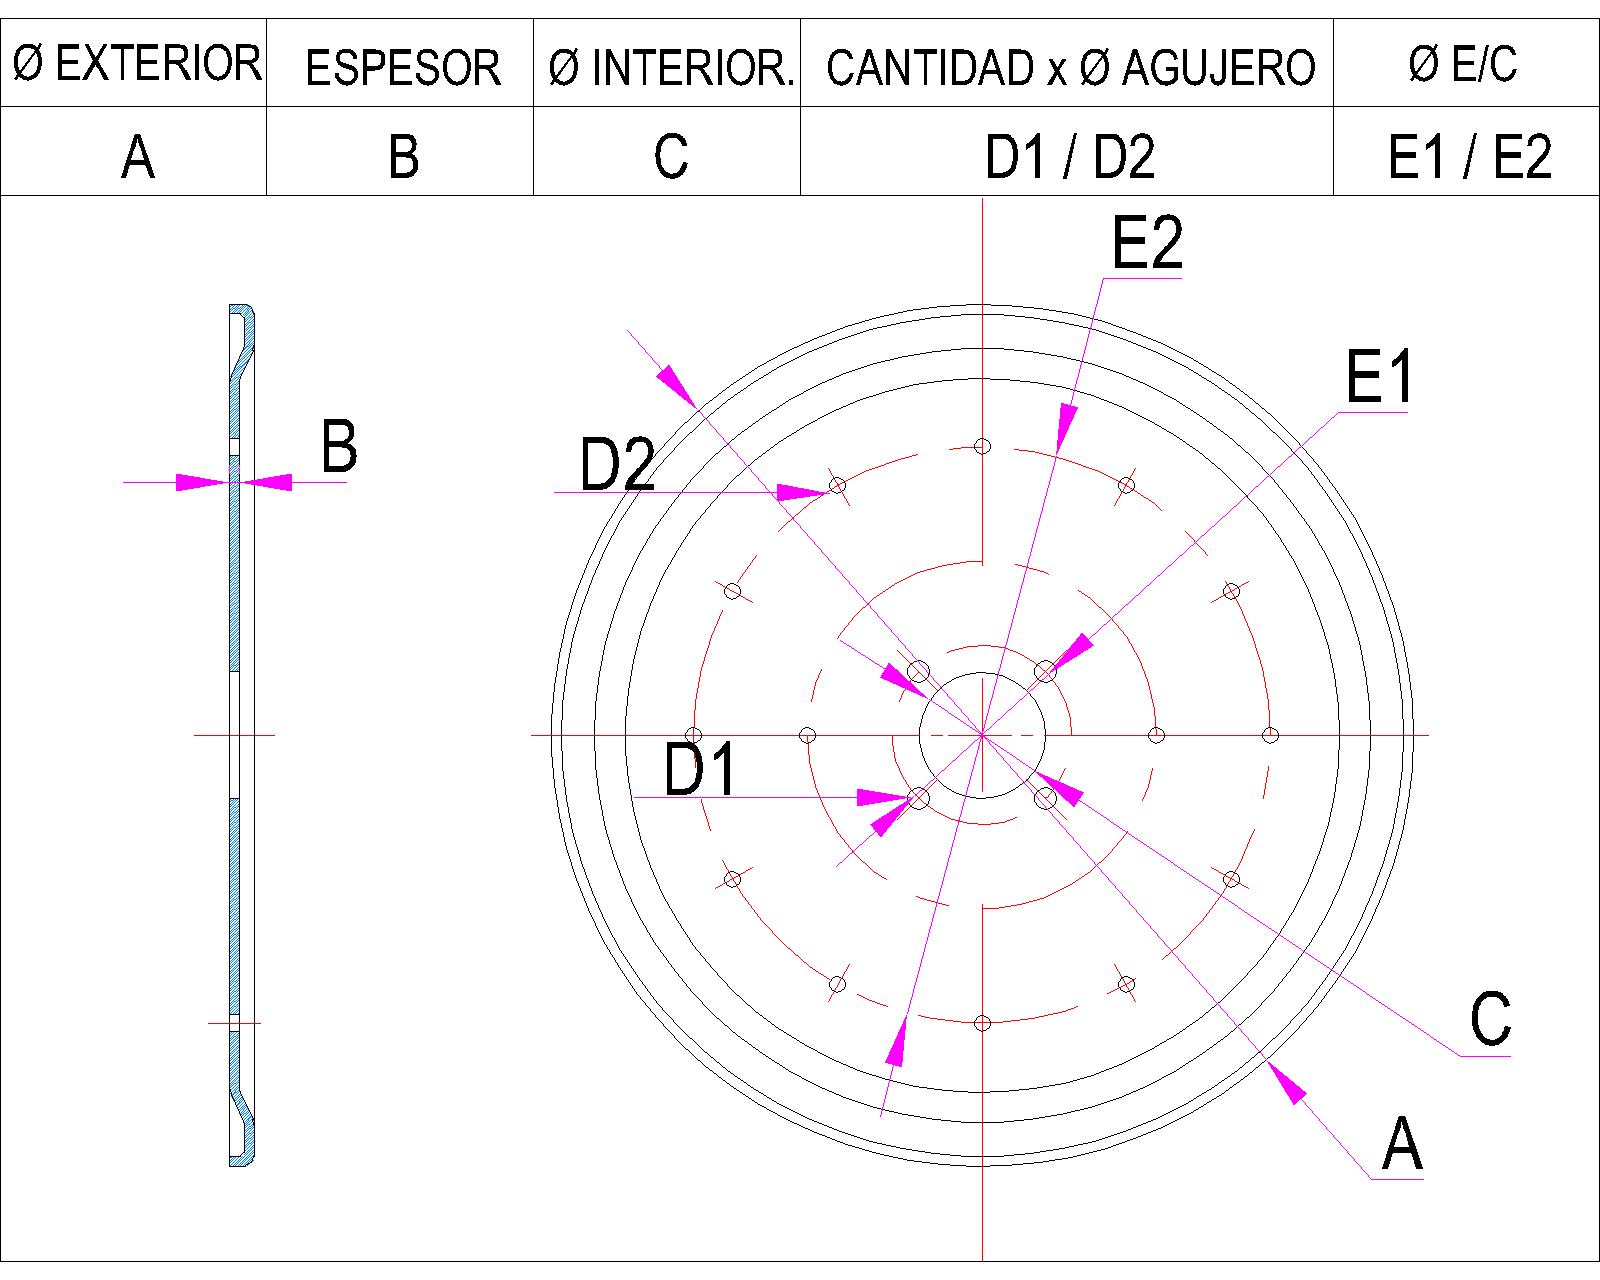 Ø EXTERIOR ESPESOR Ø INTERIOR. CANTIDAD x Ø AGUJERO Ø E/C
A B C D1 / D2 E1 / E2
E2
E1
B
D2
D1
C
A